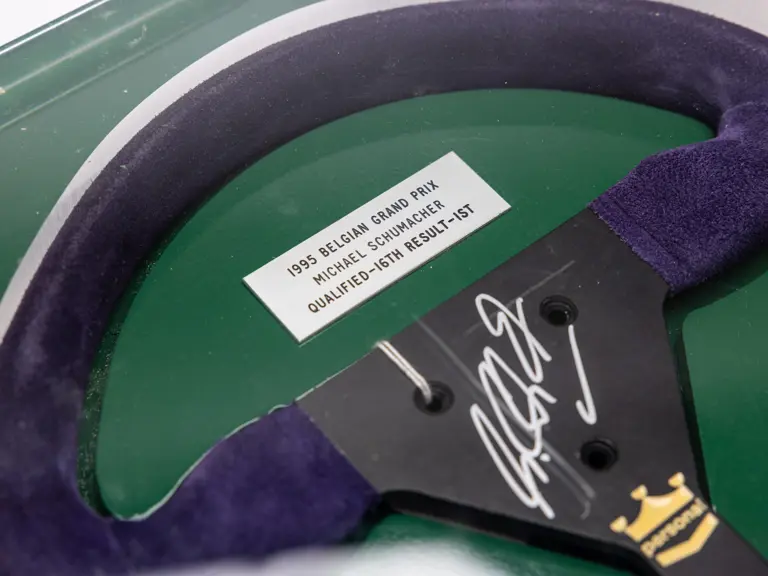 1995 BELGIAN GRAND PRIX
MICHAEL SCHUMACHER
QUALIFIED-16TH RESULT-1ST
personal